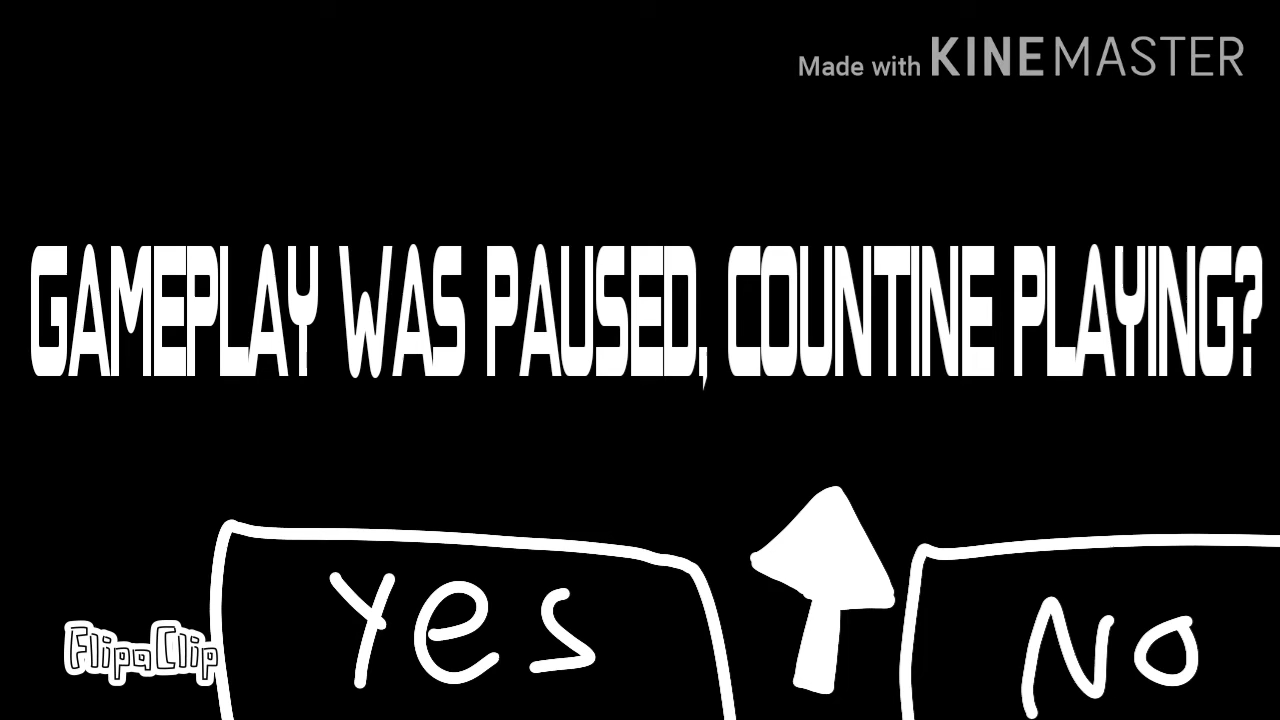 Made with KINEMASTER
GAMEPLAY WAS PAUSED, COUNTINE PLAYING?
Yes
No
FlipaClip